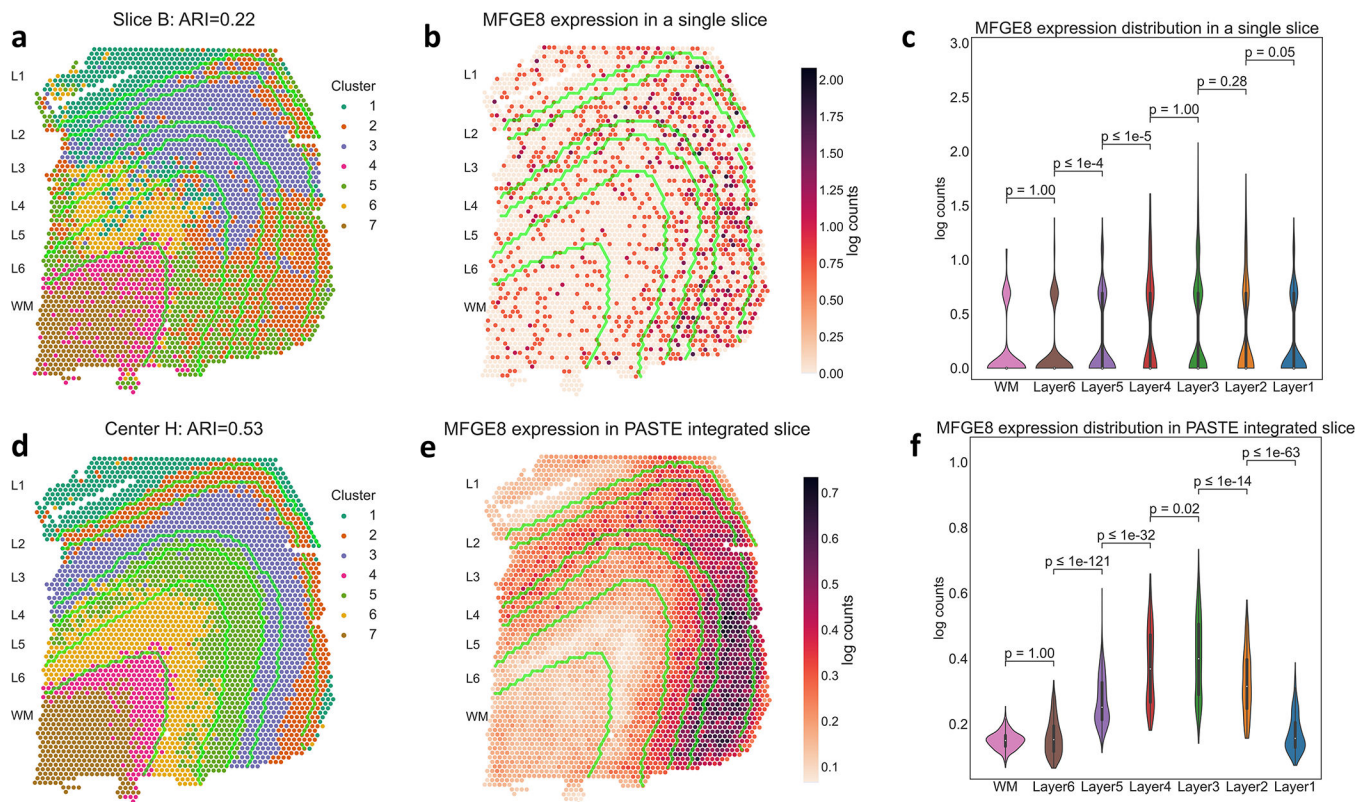 a
Slice B: ARI=0.22
L1
L2
L3
L4
L5
L6
WM
Cluster
1
2
3
4
5
6
7
b
MFGE8 expression in a single slice
L1
L2
L3
L4
L5
L6
WM
2.00
1.75
1.50
1.25
1.00
0.75
0.50
0.25
0.00
log counts
c
MFGE8 expression distribution in a single slice
3.0
2.5
2.0
1.5
1.0
0.5
0.0
log counts
p = 1.00
p ≤ 1e-4
p ≤ 1e-5
p = 1.00
p = 0.28
p = 0.05
WM Layer6 Layer5 Layer4 Layer3 Layer2 Layer1
d
Center H: ARI=0.53
L1
L2
L3
L4
L5
L6
WM
Cluster
1
2
3
4
5
6
7
e
MFGE8 expression in PASTE integrated slice
L1
L2
L3
L4
L5
L6
WM
0.7
0.6
0.5
0.4
0.3
0.2
0.1
log counts
f
MFGE8 expression distribution in PASTE integrated slice
1.0
0.8
0.6
0.4
0.2
log counts
p = 1.00
p ≤ 1e-121
p ≤ 1e-32
p = 0.02
p ≤ 1e-14
p ≤ 1e-63
WM Layer6 Layer5 Layer4 Layer3 Layer2 Layer1